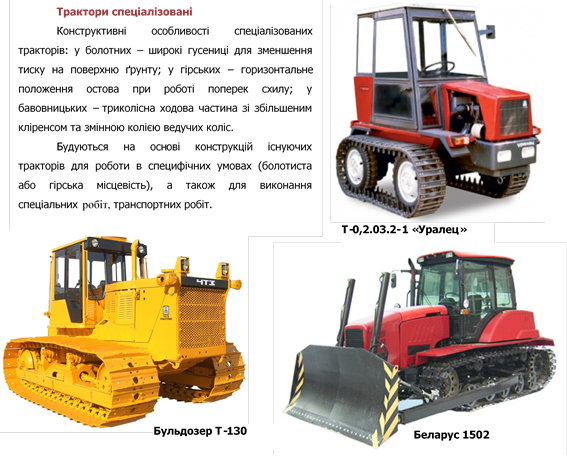 Трактори спеціалізовані
Конструктивні особливості спеціалізованих
тракторів: у болотних – широкі гусениці для зменшення
тиску на поверхню ґрунту; у гірських – горизонтальне
положення остова при роботі поперек схилу; у
бавовницьких – триколісна ходова частина зі збільшеним
кліренсом та змінною колією ведучих коліс.
Будуються на основі конструкцій існуючих
тракторів для роботи в специфічних умовах (болотиста
або гірська місцевість), а також для виконання
спеціальних робіт, транспортних робіт.
Т-0,2.03.2-1 «Уралец»
ЧТЗ
Бульдозер Т-130
Беларус 1502